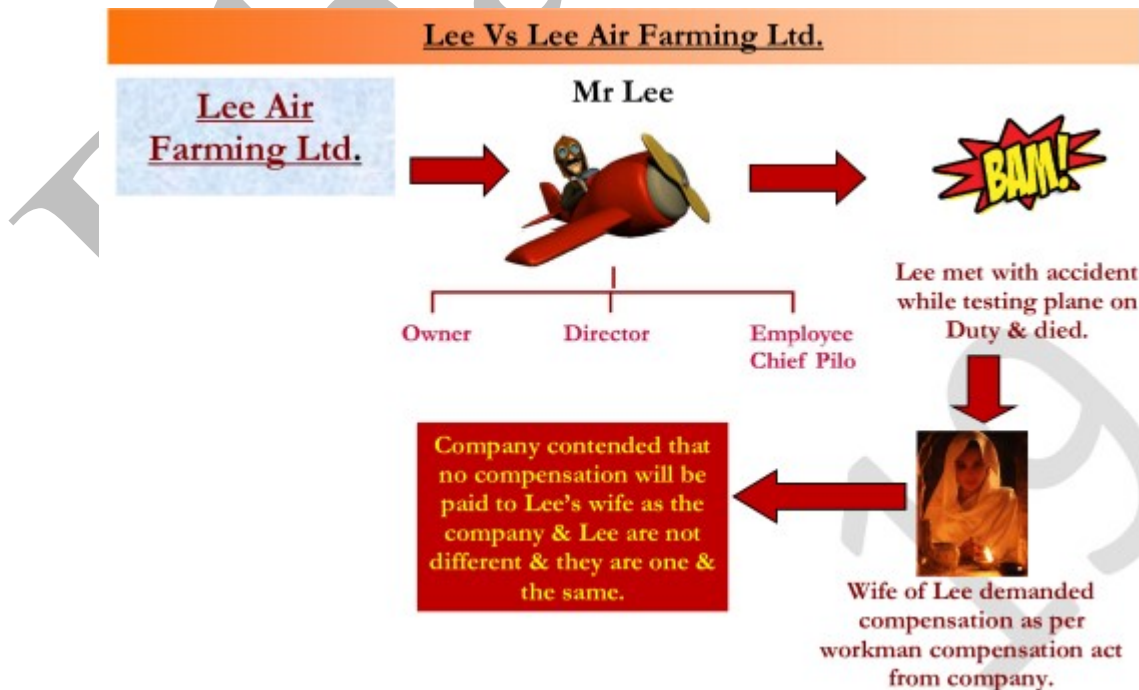 Lee Vs Lee Air Farming Ltd.
Lee Air
Farming Ltd.
Mr Lee
BAM!
Owner
Director
Employee
Chief Pilo
Lee met with accident
while testing plane on
Duty & died.
Wife of Lee demanded
compensation as per
workman compensation act
from company.
Company contended that
no compensation will be
paid to Lee's wife as the
company & Lee are not
different & they are one &
the same.